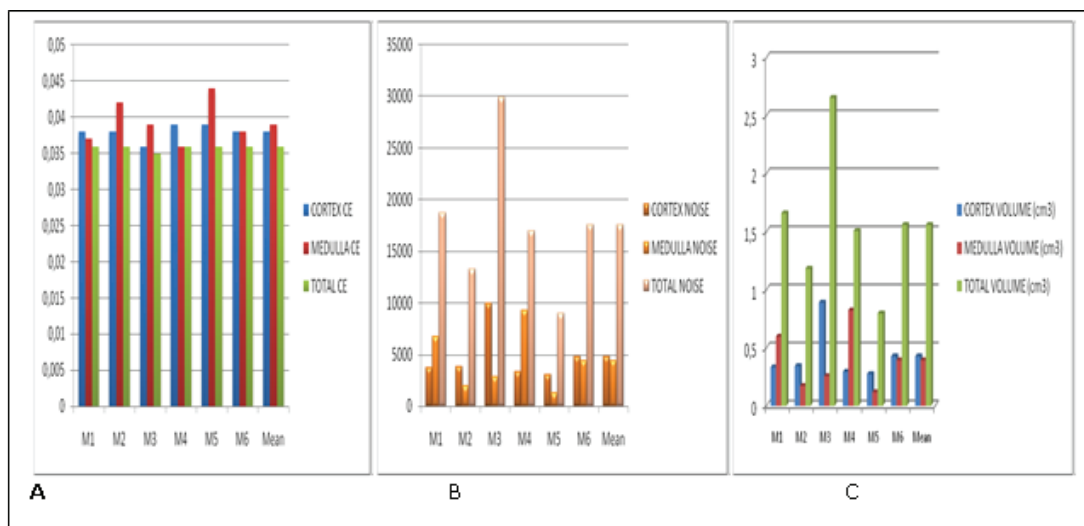 0,05
0,045
0,04
0,035
0,03
0,025
0,02
0,015
0,01
0,005
0
M1 M2 M3 M4 M5 M6 Mean
CORTEX CE
MEDULLA CE
TOTAL CE
A
35000
30000
25000
20000
15000
10000
5000
0
M1 M2 M3 M4 M5 M6 Mean
CORTEX NOISE
MEDULLA NOISE
TOTAL NOISE
B
3
2,5
2
1,5
1
0,5
0
M1 M2 M3 M4 M5 M6 Mean
CORTEX VOLUME (cm3)
MEDULLA VOLUME (cm3)
TOTAL VOLUME (cm3)
C